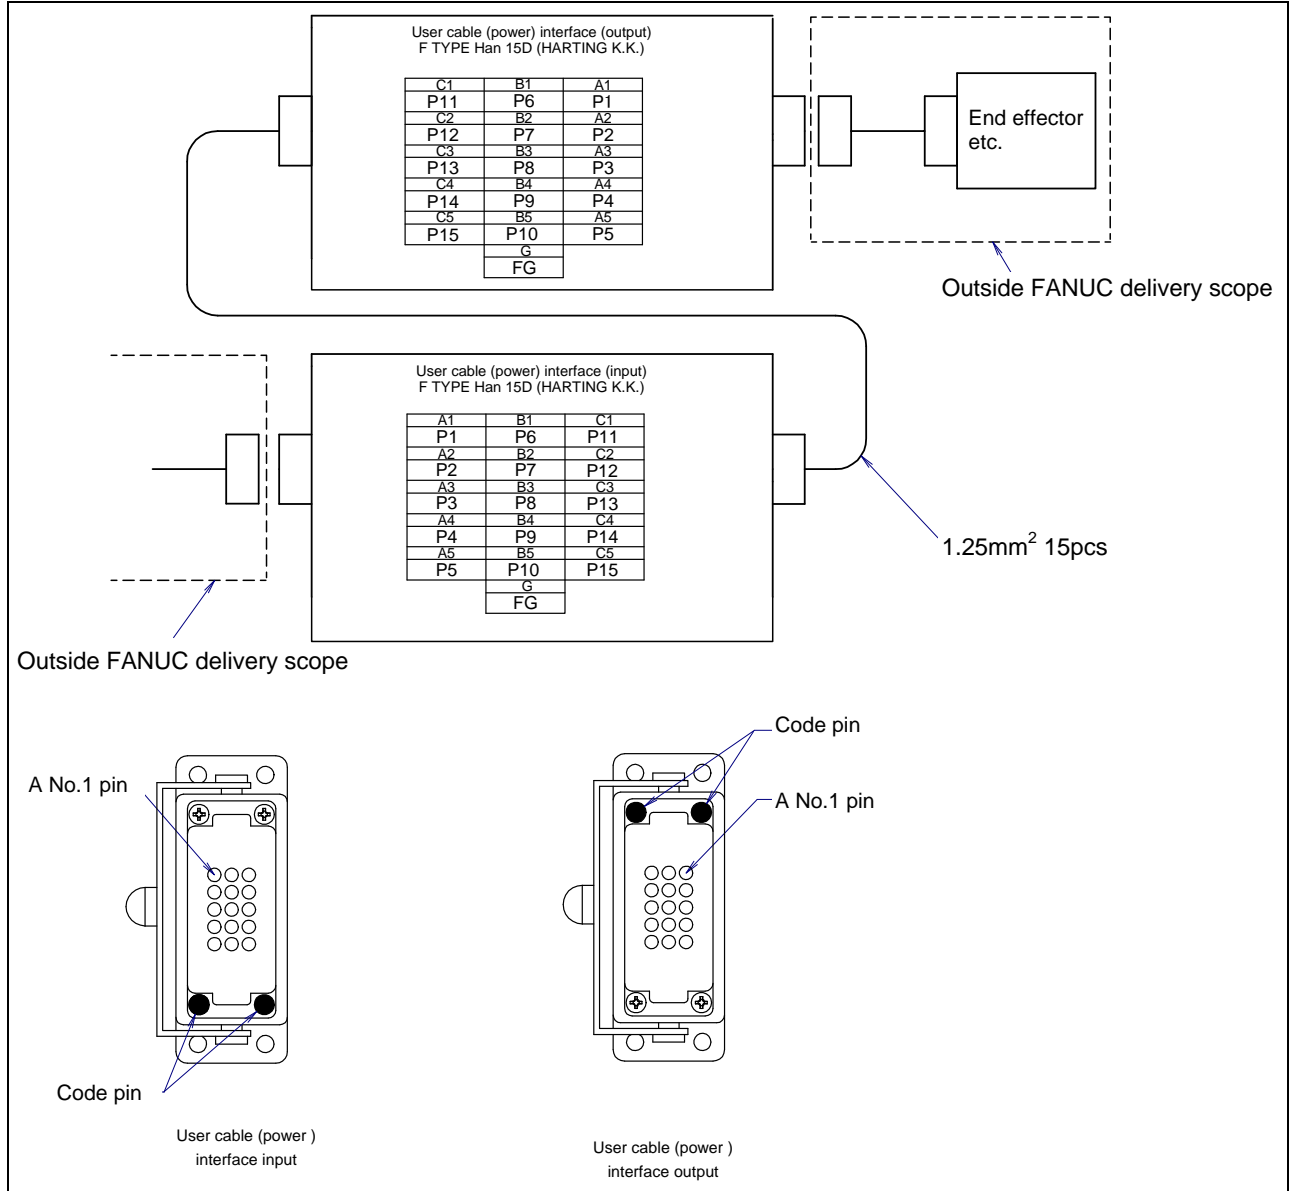 User cable (power) interface (output)
F TYPE Han 15D (HARTING K.K.)
C1 B1 A1
P11 P6 P1
C2 B2 A2
P12 P7 P2
C3 B3 A3
P13 P8 P3
C4 B4 A4
P14 P9 P4
C5 B5 A5
P15 P10 P5
G
FG
End effector
etc.
Outside FANUC delivery scope
User cable (power) interface (input)
F TYPE Han 15D (HARTING K.K.)
A1 B1 C1
P1 P6 P11
A2 B2 C2
P2 P7 P12
A3 B3 C3
P3 P8 P13
A4 B4 C4
P4 P9 P14
A5 B5 C5
P5 P10 P15
G
FG
1.25mm² 15pcs
Outside FANUC delivery scope
A No.1 pin
Code pin
User cable (power )
interface input
Code pin
A No.1 pin
User cable (power )
interface output